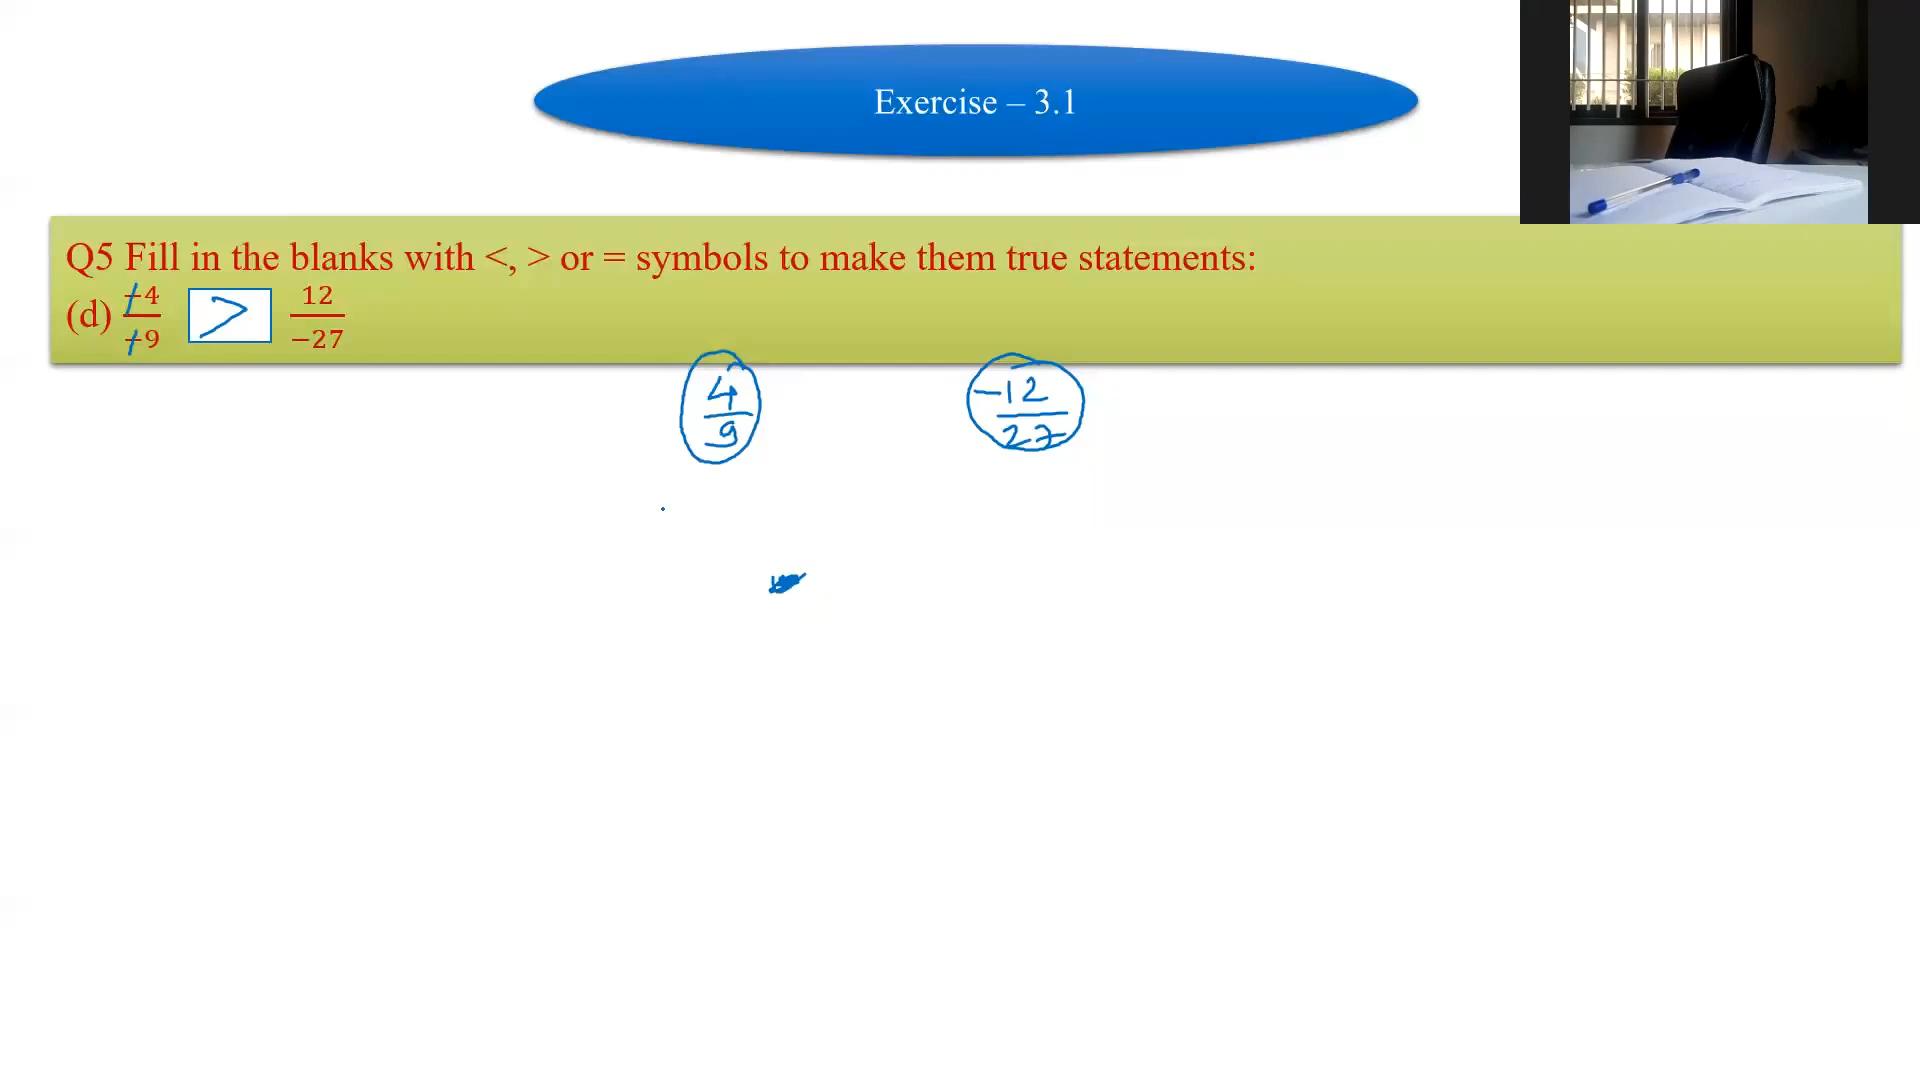 Exercise – 3.1
Q5 Fill in the blanks with <, > or = symbols to make them true statements:
(d) −4/−9 > 12/−27
4/9 −12/27